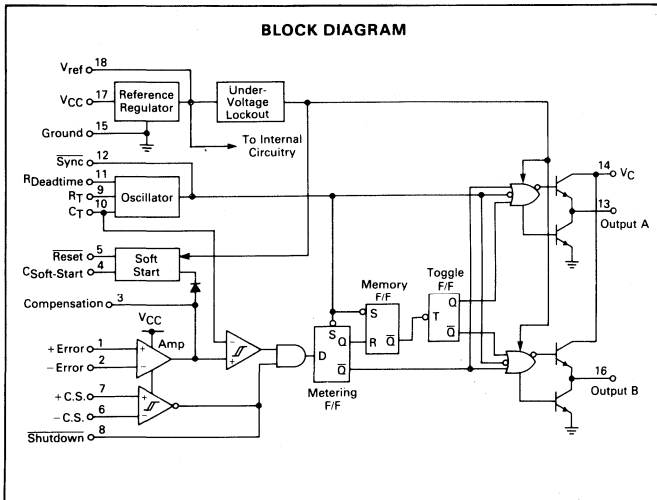 BLOCK DIAGRAM
Vref 18
VCC 17
Reference Regulator
Under-Voltage Lockout
Ground 15
To Internal Circuitry
Sync 12
RDeadtime 11
RT 9
CT 10
Oscillator
14 VC
13
Output A
Reset 5
CSoft-Start 4
Soft Start
Compensation 3
Memory F/F
Toggle F/F
S
R Q̅
T
Q
Q̅
VCC
Amp
+ Error 1
− Error 2
+
−
−
+
S
D
Q
Q̅
Metering F/F
+ C.S. 7
− C.S. 6
+
−
Shutdown 8
16
Output B